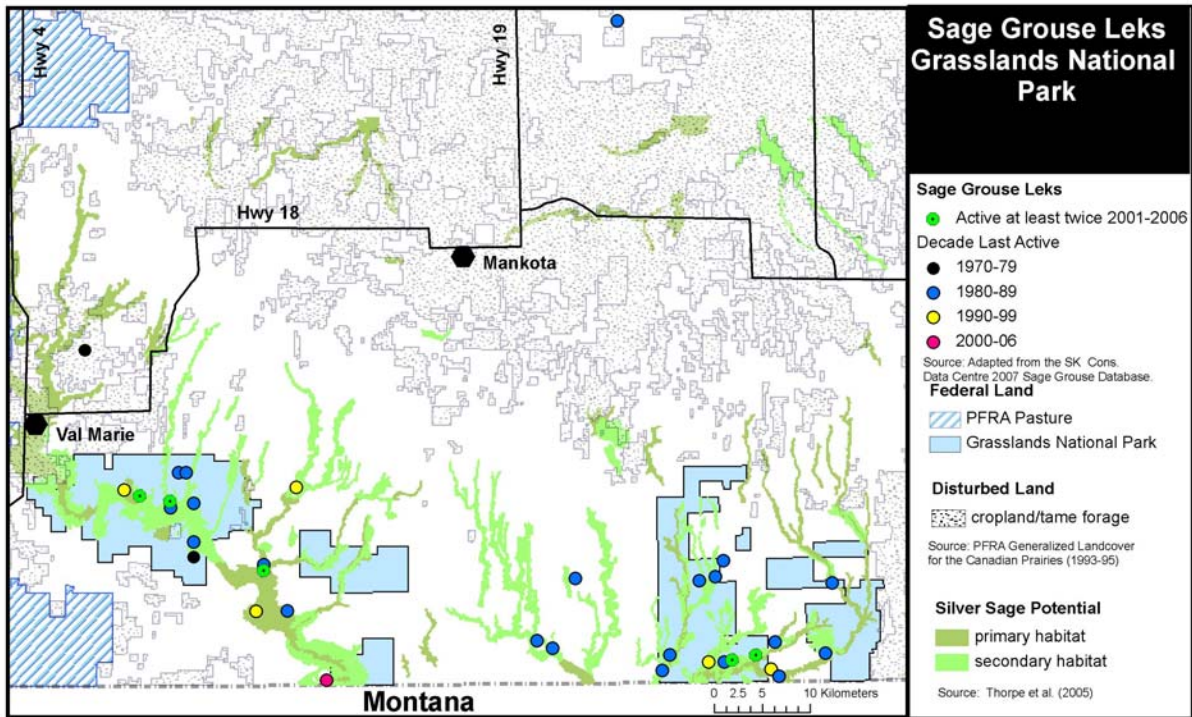 Hwy 4
Hwy 19
Hwy 18
Mankota
Val Marie
Montana
0 2.5 5 10 Kilometers
Sage Grouse Leks
Grasslands National
Park
Sage Grouse Leks
Active at least twice 2001-2006
Decade Last Active
1970-79
1980-89
1990-99
2000-06
Source: Adapted from the SK Cons.
Data Centre 2007 Sage Grouse Database.
Federal Land
PFRA Pasture
Grasslands National Park
Disturbed Land
cropland/tame forage
Source: PFRA Generalized Landcover
for the Canadian Prairies (1993-95)
Silver Sage Potential
primary habitat
secondary habitat
Source: Thorpe et al. (2005)